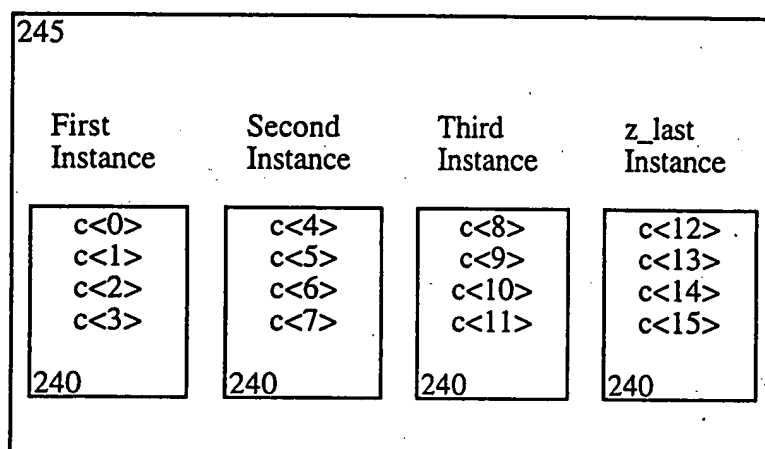 245
First
Instance
Second
Instance
Third
Instance
z_last
Instance
c<0>
c<1>
c<2>
c<3>
240
c<4>
c<5>
c<6>
c<7>
240
c<8>
c<9>
c<10>
c<11>
240
c<12>
c<13>
c<14>
c<15>
240